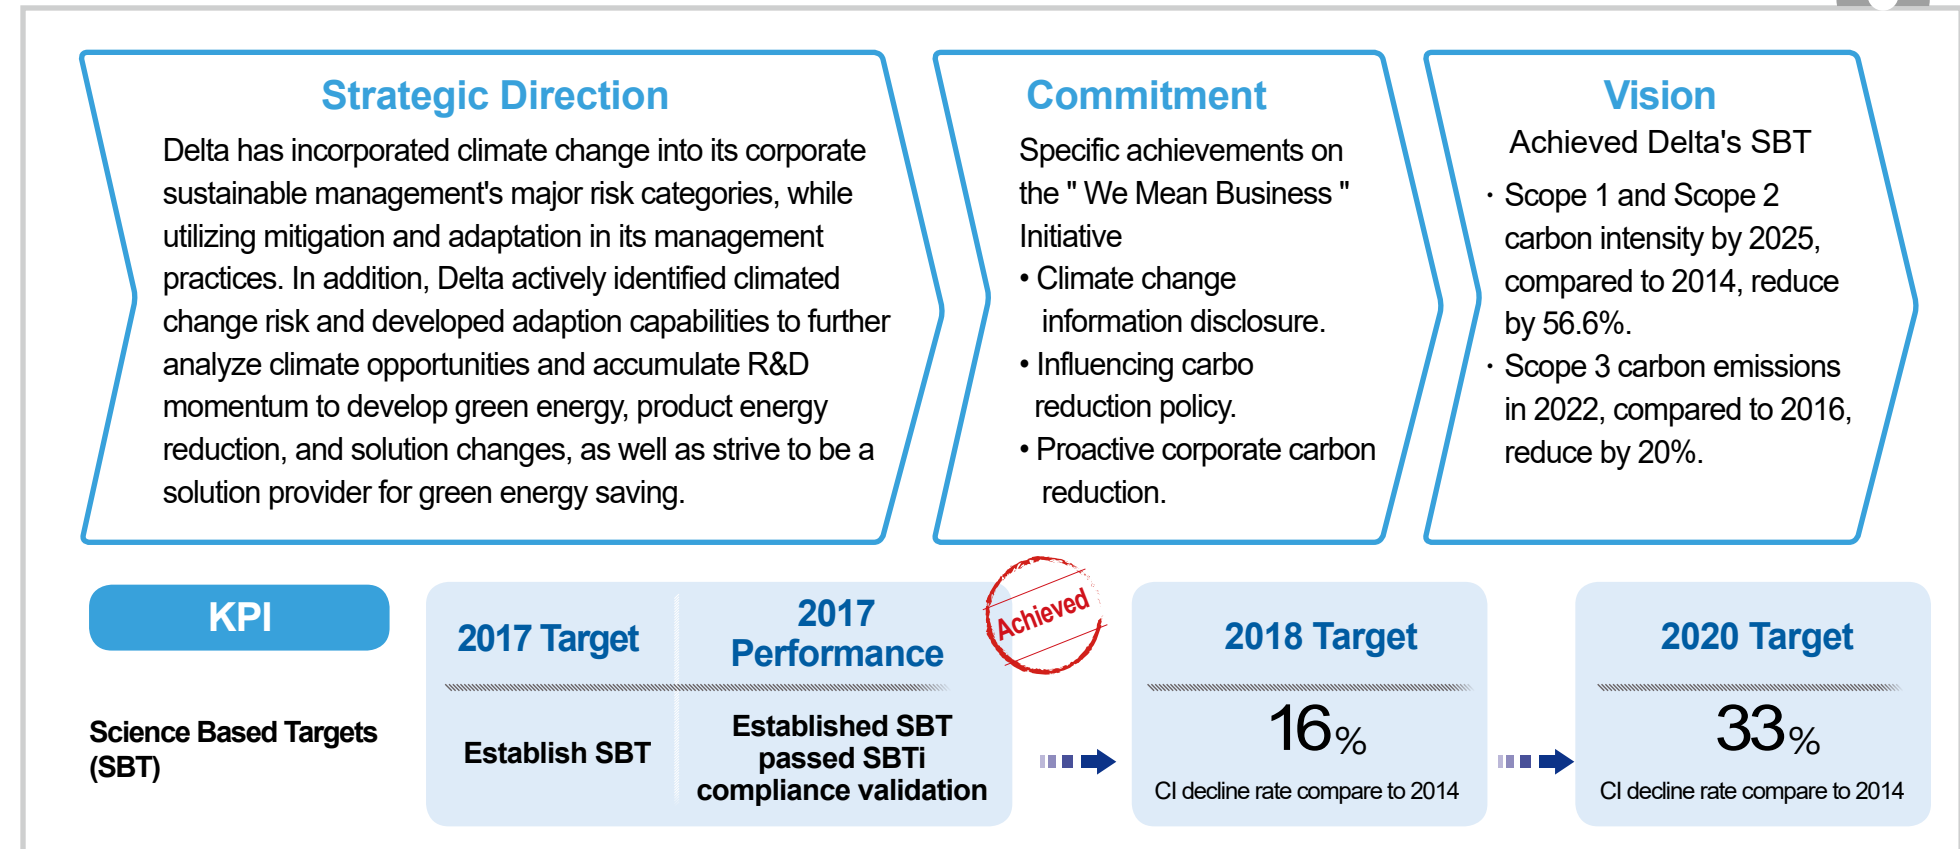 Strategic Direction
Delta has incorporated climate change into its corporate
sustainable management's major risk categories, while
utilizing mitigation and adaptation in its management
practices. In addition, Delta actively identified climated
change risk and developed adaption capabilities to further
analyze climate opportunities and accumulate R&D
momentum to develop green energy, product energy
reduction, and solution changes, as well as strive to be a
solution provider for green energy saving.
Commitment
Specific achievements on
the " We Mean Business "
Initiative
• Climate change
information disclosure.
• Influencing carbo
reduction policy.
• Proactive corporate carbon
reduction.
Vision
Achieved Delta's SBT
· Scope 1 and Scope 2
carbon intensity by 2025,
compared to 2014, reduce
by 56.6%.
· Scope 3 carbon emissions
in 2022, compared to 2016,
reduce by 20%.
KPI
Science Based Targets
(SBT)
2017 Target
Establish SBT
2017
Performance
Established SBT
passed SBTi
compliance validation
Achieved
2018 Target
16%
CI decline rate compare to 2014
2020 Target
33%
CI decline rate compare to 2014